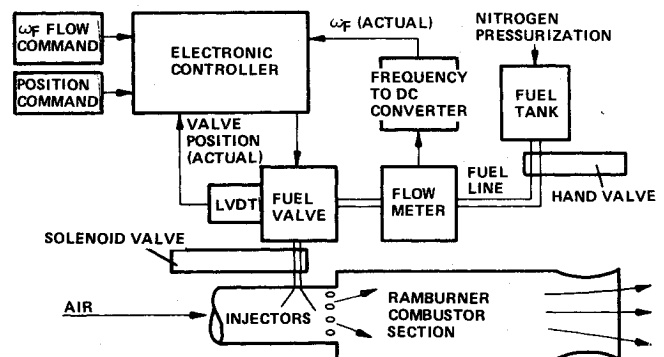 ωF FLOW
COMMAND
POSITION
COMMAND
ELECTRONIC
CONTROLLER
ωF (ACTUAL)
FREQUENCY
TO DC
CONVERTER
NITROGEN
PRESSURIZATION
FUEL
TANK
VALVE
POSITION
(ACTUAL)
LVDT
FUEL
VALVE
FLOW
METER
FUEL
LINE
HAND VALVE
SOLENOID VALVE
AIR
INJECTORS
RAMBURNER
COMBUSTOR
SECTION